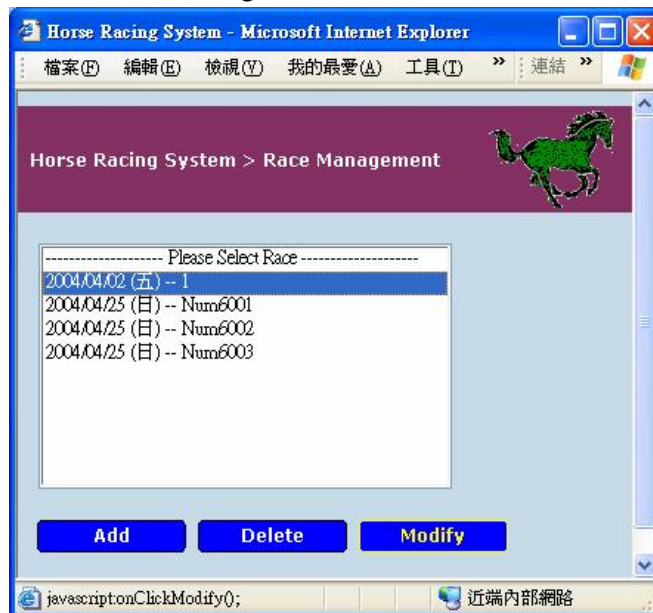 Horse Racing System - Microsoft Internet Explorer
檔案(F) 編輯(E) 檢視(V) 我的最愛(A) 工具(T) » 連結 »
Horse Racing System > Race Management
-------------------- Please Select Race --------------------
2004/04/02 (五) -- 1
2004/04/25 (日) -- Num6001
2004/04/25 (日) -- Num6002
2004/04/25 (日) -- Num6003
Add Delete Modify
javascript:onClickModify(); 近端內部網路